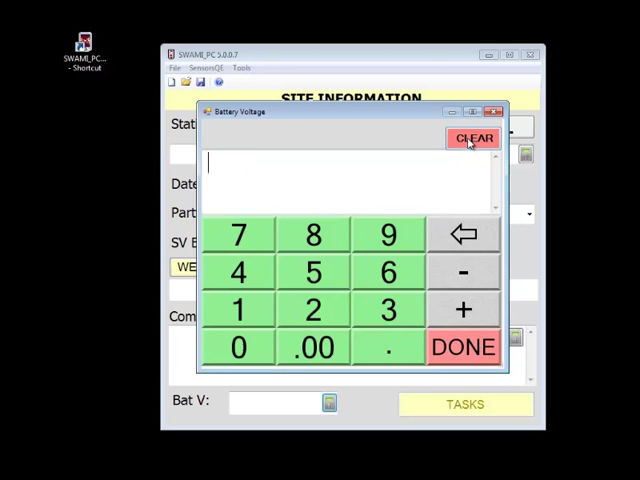 SWAMI_PC...
- Shortcut
SWAMI_PC 5.0.0.7
File SensorsQE Tools
SITE INFORMATION
Battery Voltage
Stat
CLEAR
Date
Part
SV E
WE
Com
7 8 9
4 5 6 -
1 2 3 +
0 .00 . DONE
Bat V:
TASKS